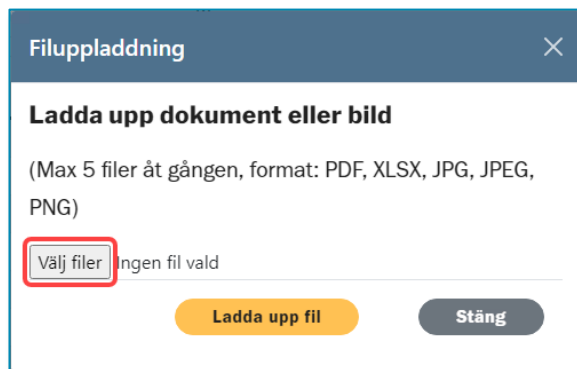 Filuppladdning
Ladda upp dokument eller bild
(Max 5 filer åt gången, format: PDF, XLSX, JPG, JPEG,
PNG)
Välj filer Ingen fil vald
Ladda upp fil Stäng